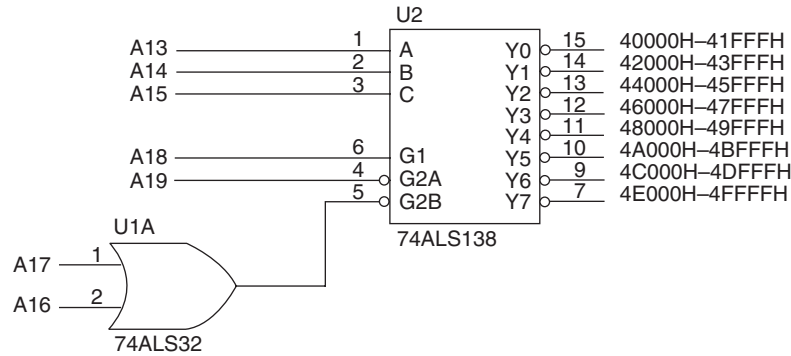 U2
A13 1 A Y0 15 40000H–41FFFH
A14 2 B Y1 14 42000H–43FFFH
A15 3 C Y2 13 44000H–45FFFH
Y3 12 46000H–47FFFH
Y4 11 48000H–49FFFH
A18 6 G1 Y5 10 4A000H–4BFFFH
A19 4 G2A Y6 9 4C000H–4DFFFH
5 G2B Y7 7 4E000H–4FFFFH
74ALS138
U1A
A17 1
A16 2
74ALS32